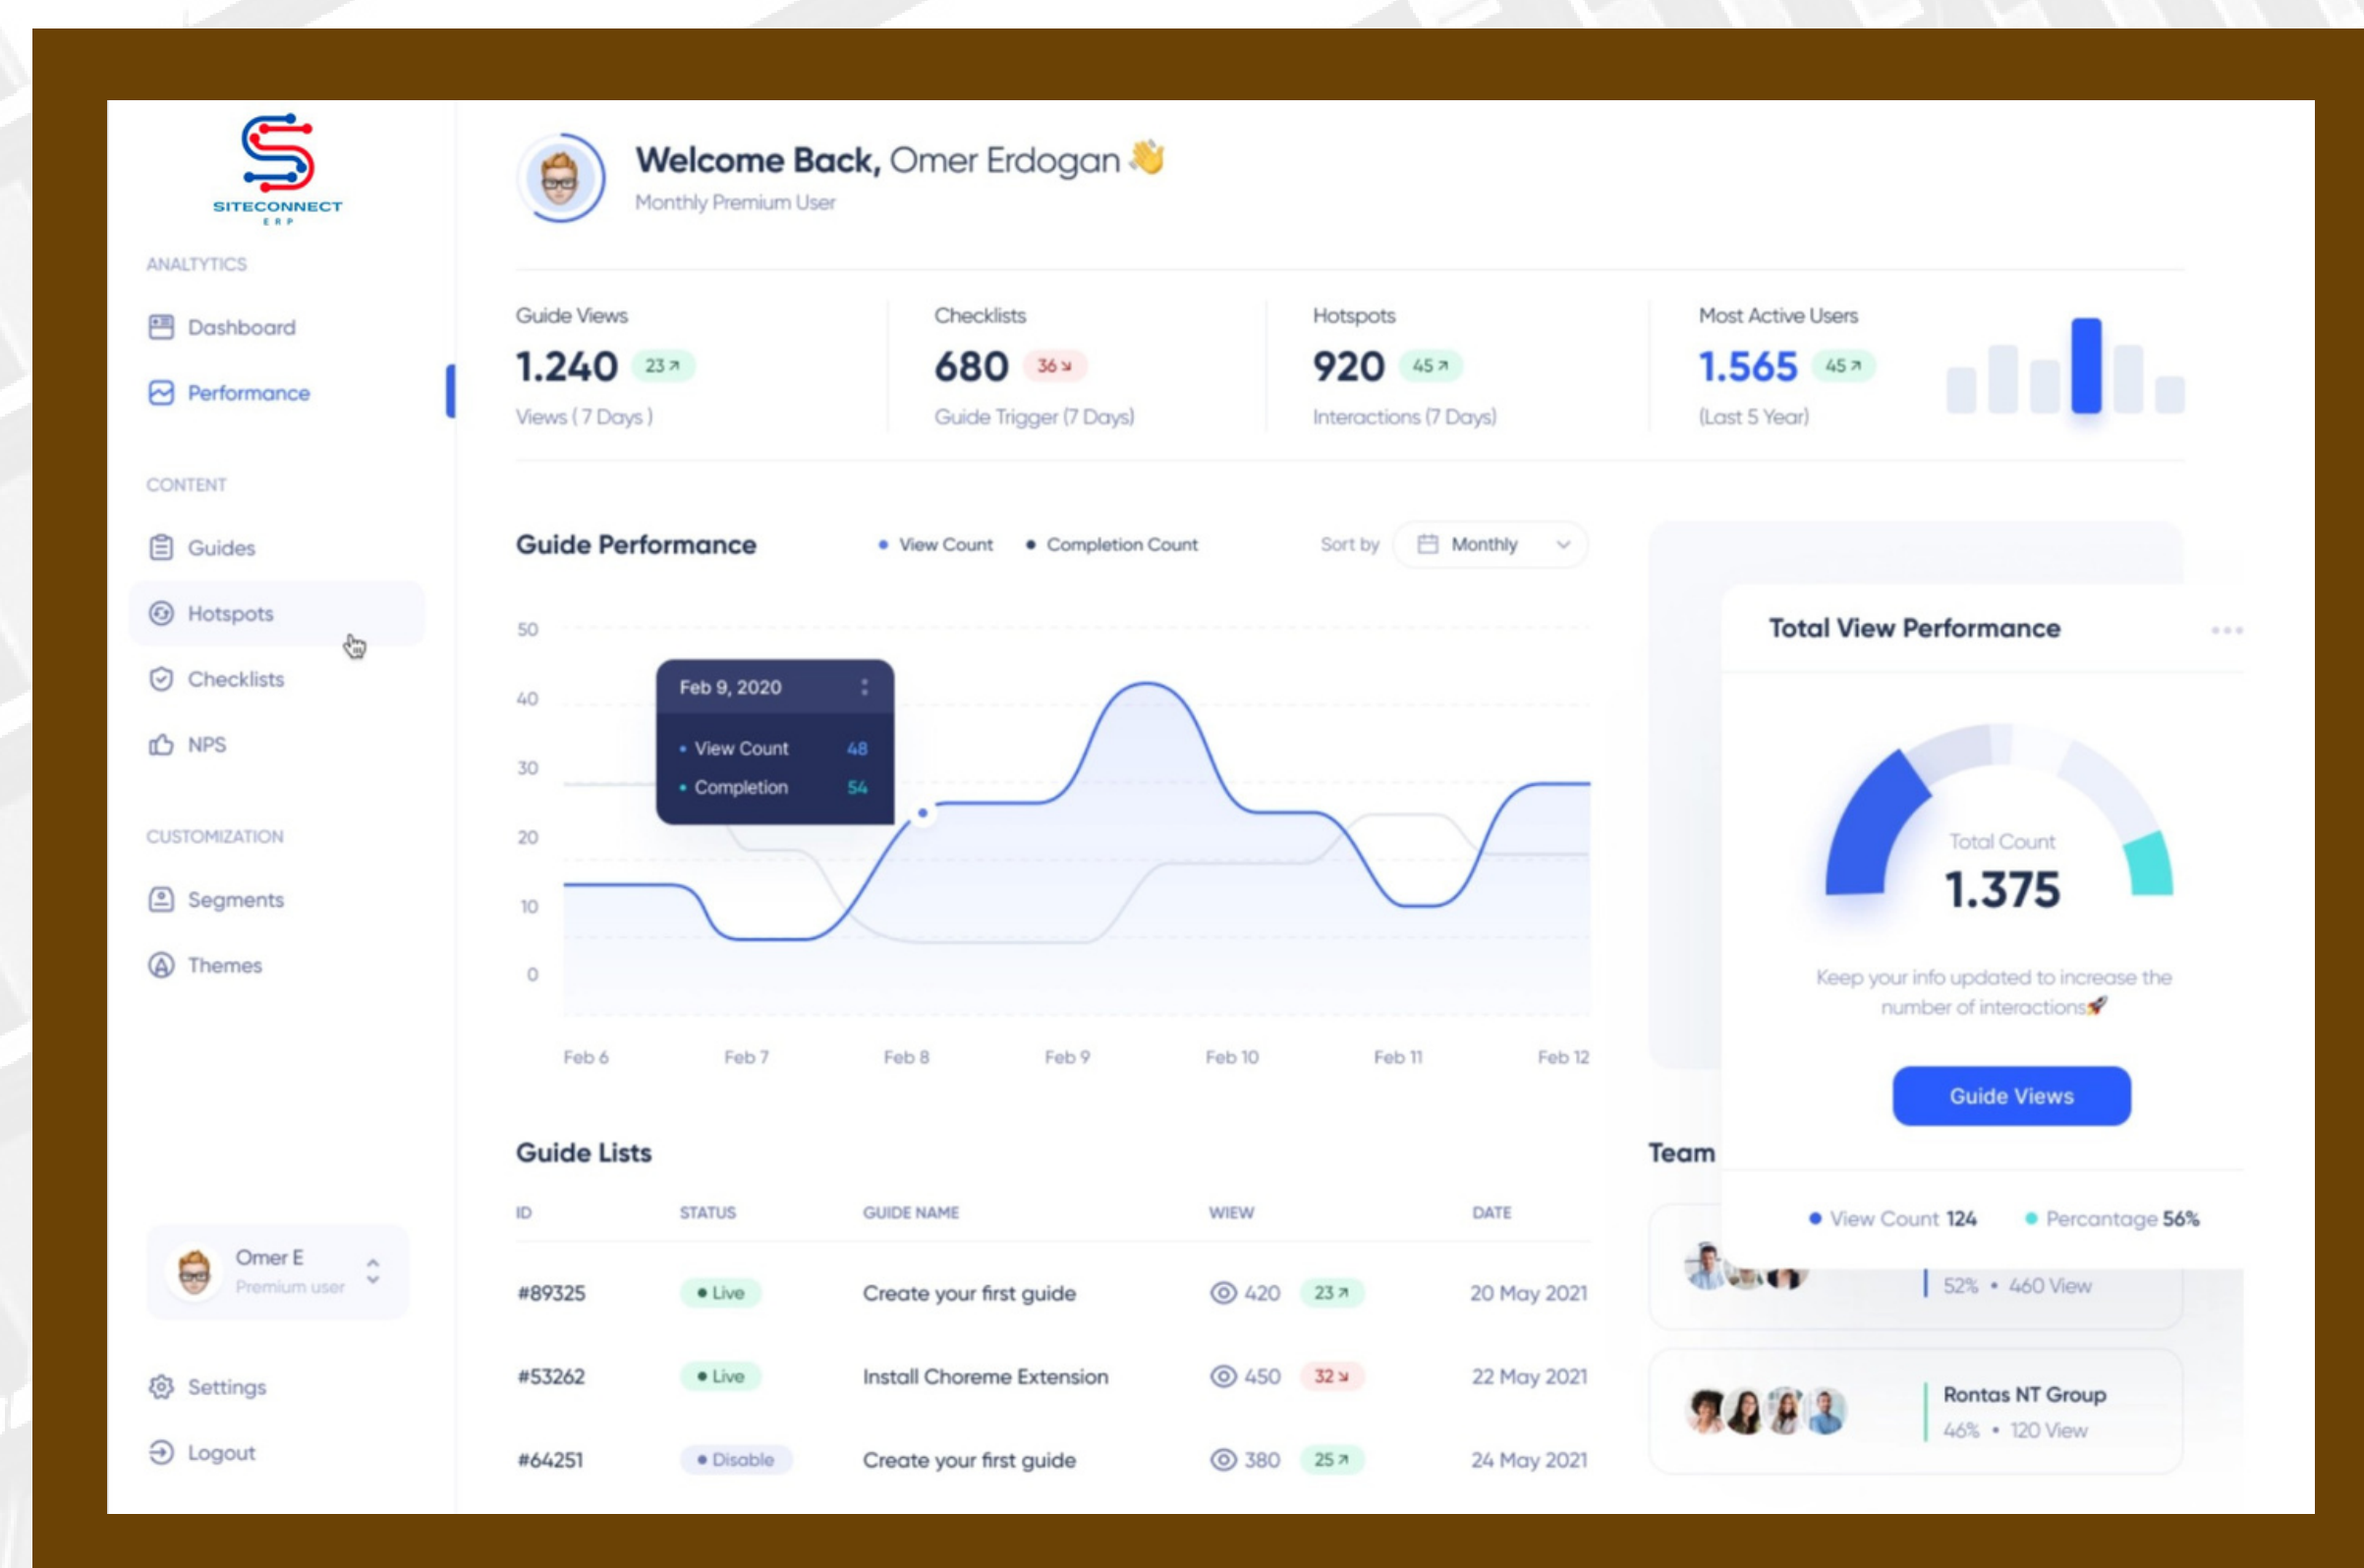 SITECONNECT
ERP
ANALTYTICS
Dashboard
Performance
CONTENT
Guides
Hotspots
Checklists
NPS
CUSTOMIZATION
Segments
Themes
Omer E
Premium user
Settings
Logout
Welcome Back, Omer Erdogan 👋
Monthly Premium User
Guide Views
1.240 23
Views ( 7 Days )
Checklists
680 36
Guide Trigger (7 Days)
Hotspots
920 45
Interactions (7 Days)
Most Active Users
1.565 45
(Last 5 Year)
Guide Performance
View Count Completion Count
Sort by Monthly
50
40
30
20
10
0
Feb 9, 2020
View Count 48
Completion 54
Feb 6 Feb 7 Feb 8 Feb 9 Feb 10 Feb 11 Feb 12
Total View Performance
Total Count
1.375
Keep your info updated to increase the
number of interactions🚀
Guide Views
View Count 124 Percantage 56%
Guide Lists
ID STATUS GUIDE NAME WIEW DATE
#89325 Live Create your first guide 420 23 20 May 2021
#53262 Live Install Choreme Extension 450 32 22 May 2021
#64251 Disable Create your first guide 380 25 24 May 2021
Team
52% • 460 View
Rontas NT Group
46% • 120 View